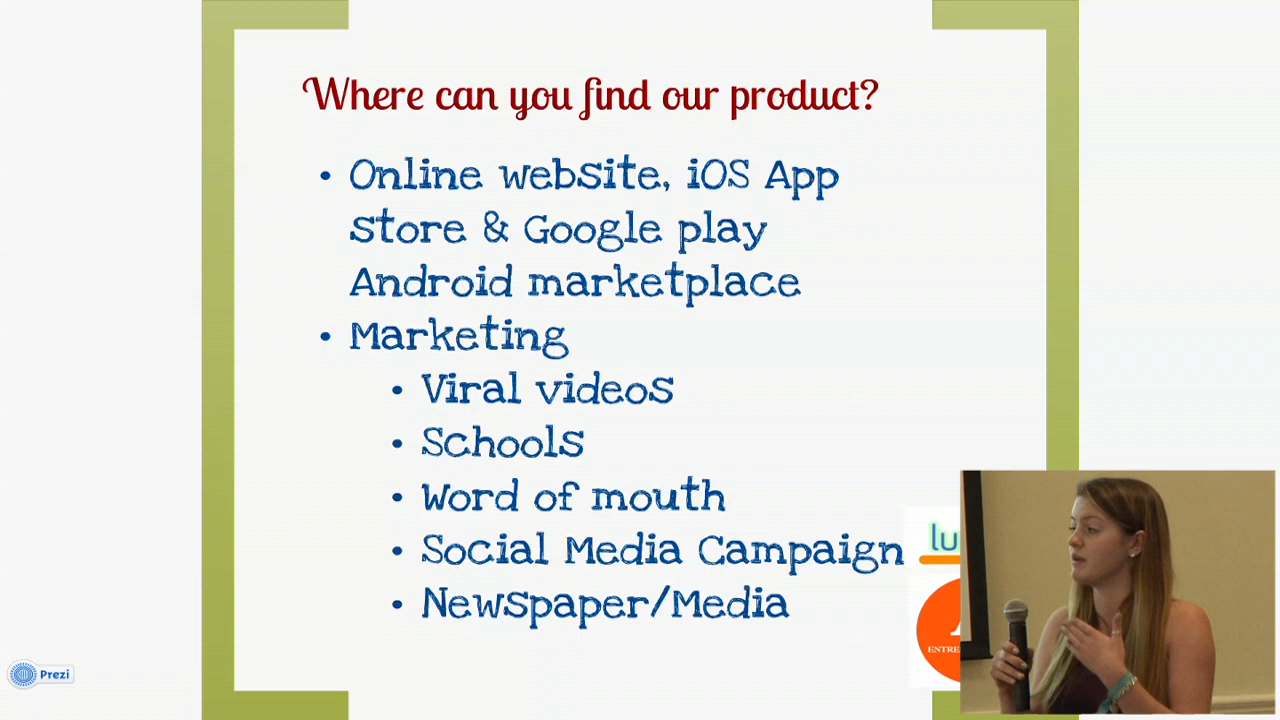 Where can you find our product?
• Online website, iOS App
store & Google play
Android marketplace
• Marketing
• Viral videos
• Schools
• Word of mouth
• Social Media Campaign
• Newspaper/Media
Prezi